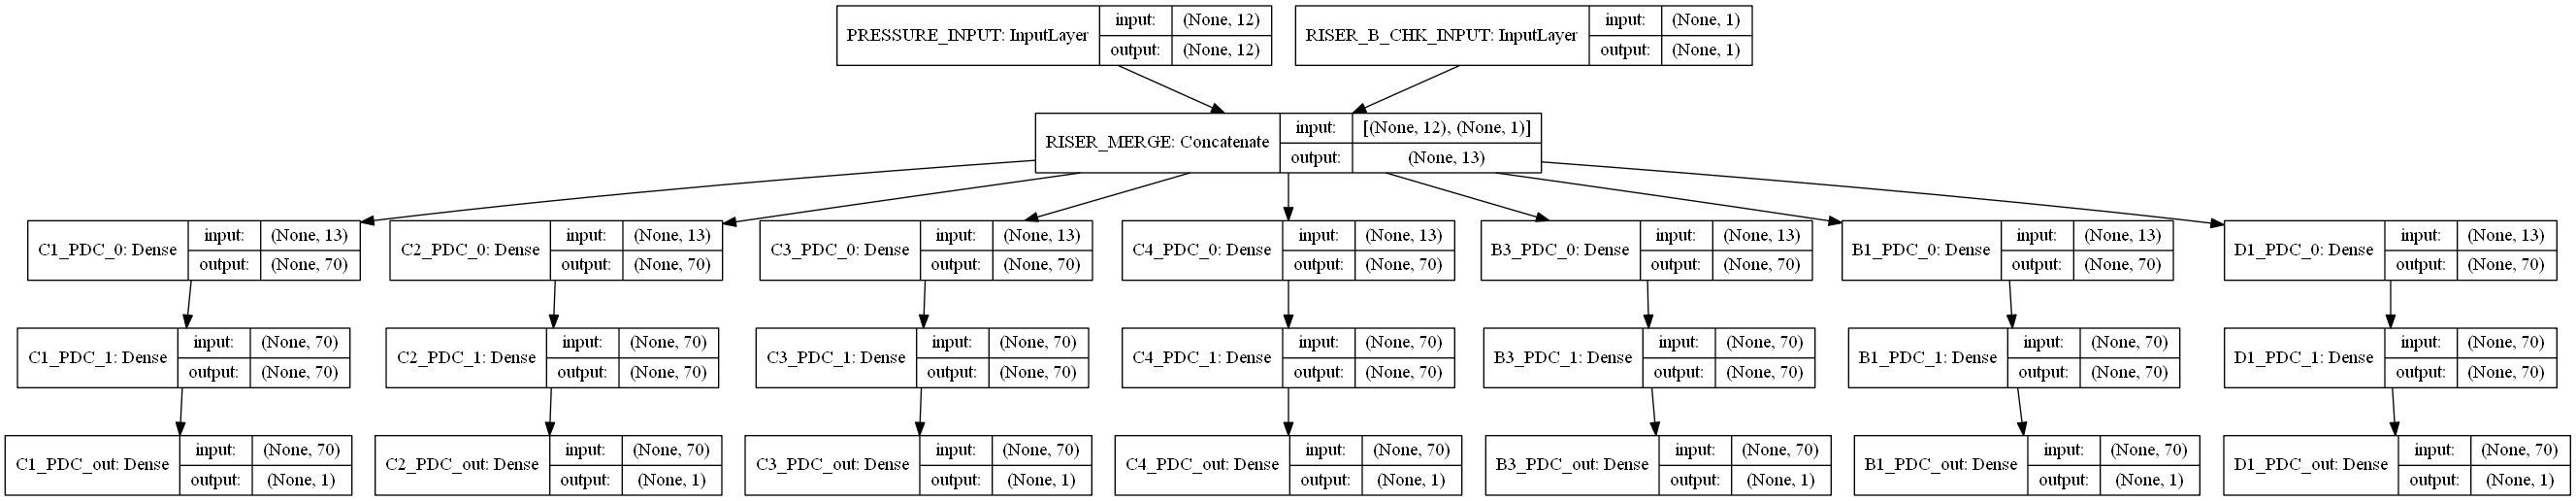 PRESSURE_INPUT: InputLayer input: (None, 12) RISER_B_CHK_INPUT: InputLayer input: (None, 1)
output: (None, 12) output: (None, 1)
RISER_MERGE: Concatenate input: [(None, 12), (None, 1)]
output: (None, 13)
C1_PDC_0: Dense input: (None, 13) C2_PDC_0: Dense input: (None, 13) C3_PDC_0: Dense input: (None, 13) C4_PDC_0: Dense input: (None, 13) B3_PDC_0: Dense input: (None, 13) B1_PDC_0: Dense input: (None, 13) D1_PDC_0: Dense input: (None, 13)
output: (None, 70) output: (None, 70) output: (None, 70) output: (None, 70) output: (None, 70) output: (None, 70) output: (None, 70)
C1_PDC_1: Dense input: (None, 70) C2_PDC_1: Dense input: (None, 70) C3_PDC_1: Dense input: (None, 70) C4_PDC_1: Dense input: (None, 70) B3_PDC_1: Dense input: (None, 70) B1_PDC_1: Dense input: (None, 70) D1_PDC_1: Dense input: (None, 70)
output: (None, 70) output: (None, 70) output: (None, 70) output: (None, 70) output: (None, 70) output: (None, 70) output: (None, 70)
C1_PDC_out: Dense input: (None, 70) C2_PDC_out: Dense input: (None, 70) C3_PDC_out: Dense input: (None, 70) C4_PDC_out: Dense input: (None, 70) B3_PDC_out: Dense input: (None, 70) B1_PDC_out: Dense input: (None, 70) D1_PDC_out: Dense input: (None, 70)
output: (None, 1) output: (None, 1) output: (None, 1) output: (None, 1) output: (None, 1) output: (None, 1) output: (None, 1)